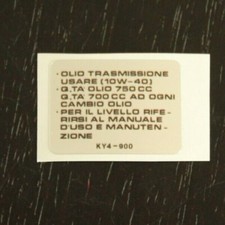 - OLIO TRASMISSIONE
USARE (10W-40)
- Q.TA OLIO 750 CC
Q.TA 700 CC AD OGNI
CAMBIO OLIO
- PER IL LIVELLO RIFE -
RIRSI AL MANUALE
D'USO E MANUTEN -
ZIONE
KY4-900